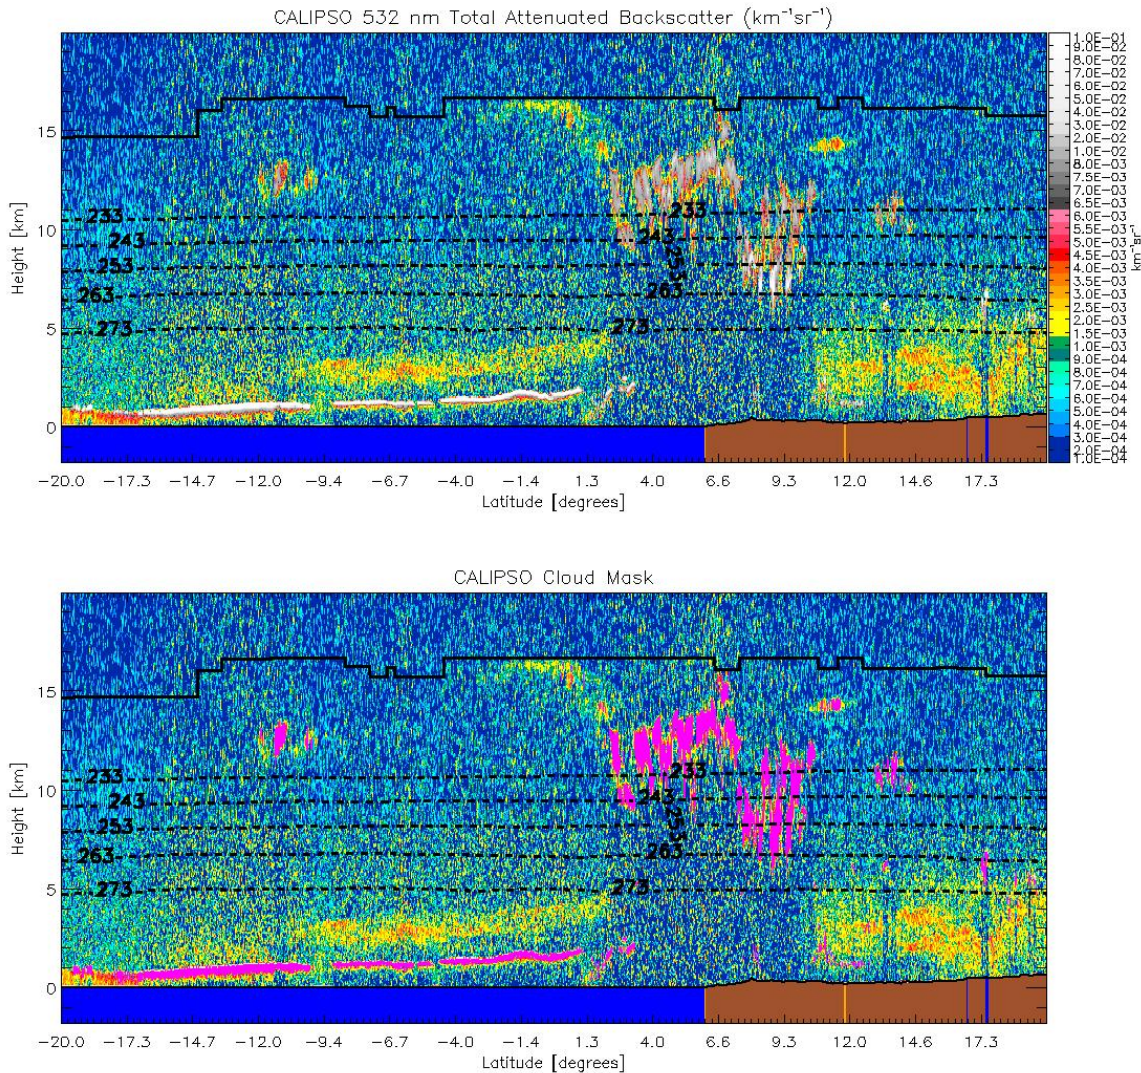 CALIPSO 532 nm Total Attenuated Backscatter (km⁻¹sr⁻¹)
Height [km]
15
10
5
0
233
243
253
263
273
233
243
253
263
273
-20.0 -17.3 -14.7 -12.0 -9.4 -6.7 -4.0 -1.4 1.3 4.0 6.6 9.3 12.0 14.6 17.3
Latitude [degrees]
1.0E-01
9.0E-02
8.0E-02
7.0E-02
6.0E-02
5.0E-02
4.0E-02
3.0E-02
2.0E-02
1.0E-02
9.0E-03
8.0E-03
7.0E-03
6.5E-03
6.0E-03
5.5E-03
5.0E-03
4.5E-03
4.0E-03
3.5E-03
3.0E-03
2.5E-03
2.0E-03
1.5E-03
1.0E-03
9.0E-04
8.0E-04
7.0E-04
6.0E-04
5.0E-04
4.0E-04
3.0E-04
2.0E-04
1.0E-04
km⁻¹sr⁻¹
CALIPSO Cloud Mask
Height [km]
15
10
5
0
233
243
253
263
273
233
243
253
263
273
-20.0 -17.3 -14.7 -12.0 -9.4 -6.7 -4.0 -1.4 1.3 4.0 6.6 9.3 12.0 14.6 17.3
Latitude [degrees]